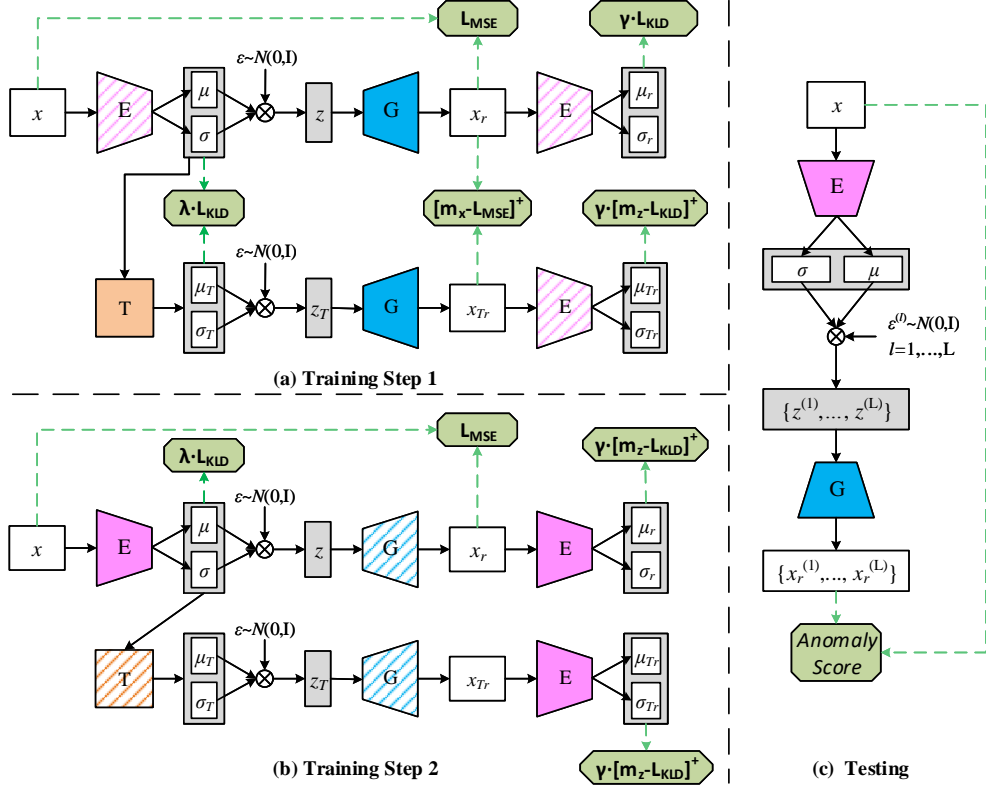 L_MSE
γ·L_KLD
ε~N(0,I)
x
E
μ
σ
z
G
x_r
E
μ_r
σ_r
λ·L_KLD
[m_x-L_MSE]^+
γ·[m_z-L_KLD]^+
ε~N(0,I)
T
μ_T
σ_T
z_T
G
x_Tr
E
μ_Tr
σ_Tr
(a) Training Step 1
L_MSE
λ·L_KLD
γ·[m_z-L_KLD]^+
ε~N(0,I)
x
E
μ
σ
z
G
x_r
E
μ_r
σ_r
ε~N(0,I)
T
μ_T
σ_T
z_T
G
x_Tr
E
μ_Tr
σ_Tr
γ·[m_z-L_KLD]^+
(b) Training Step 2
x
E
σ
μ
ε^(l)~N(0,I)
l=1,...,L
{z^(1),..., z^(L)}
G
{x_r^(1),..., x_r^(L)}
Anomaly
Score
(c) Testing